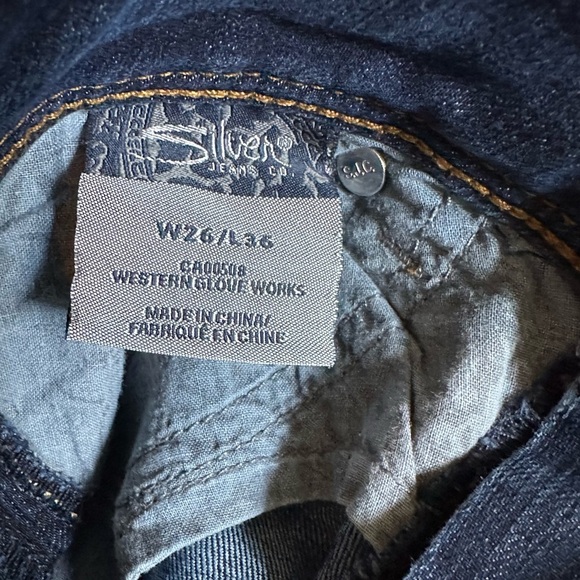 Silver®
JEANS CO.
S.J.C.
W26/L36
CA00508
WESTERN GLOVE WORKS
MADE IN CHINA/
FABRIQUÉ EN CHINE